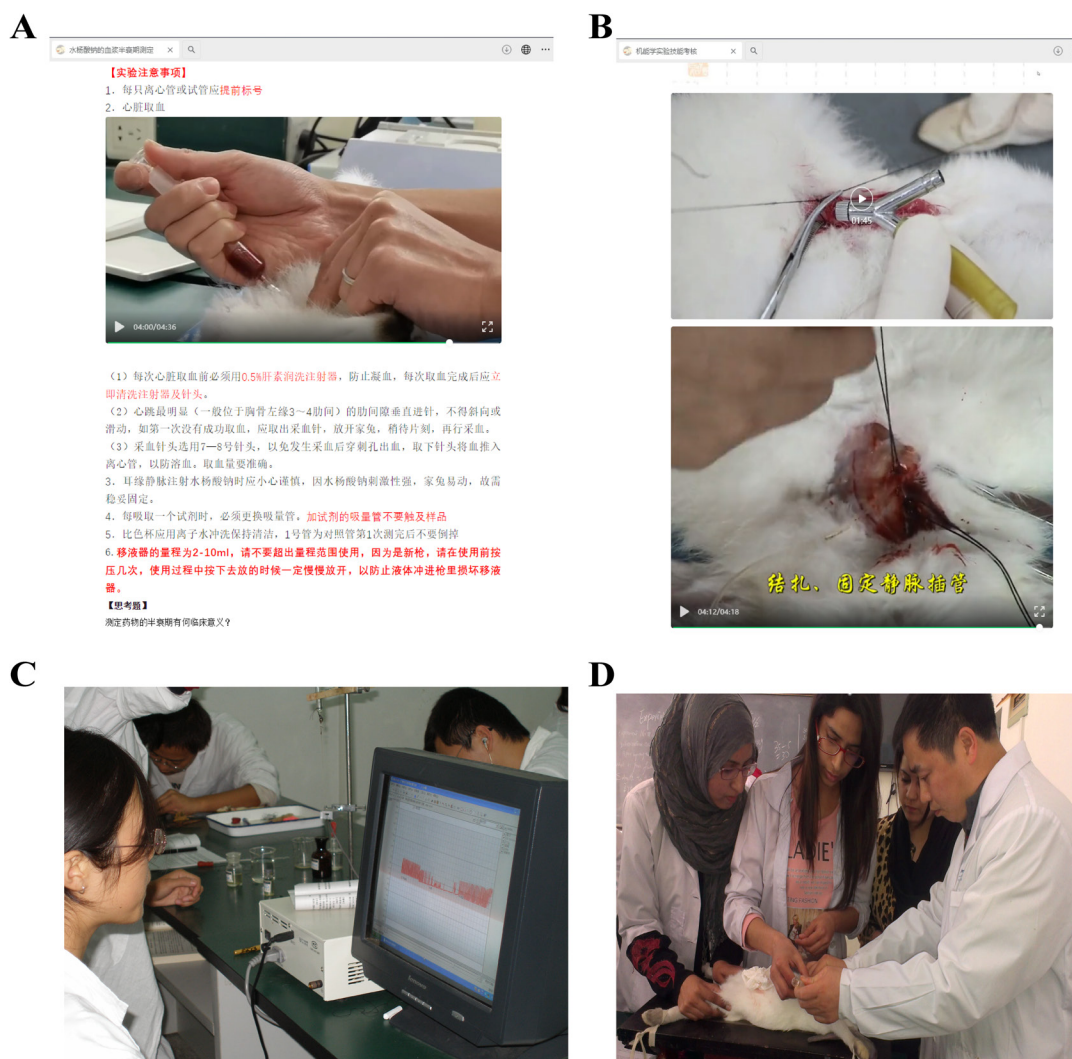 A
水杨酸钠的血浆半衰期测定
【实验注意事项】
1．每只离心管或试管应提前标号
2．心脏取血
04:00/04:36
（1）每次心脏取血前必须用0.5%肝素润洗注射器，防止凝血，每次取血完成后应立
即清洗注射器及针头。
（2）心跳最明显（一般位于胸骨左缘3～4肋间）的肋间隙垂直进针，不得斜向或
滑动，如第一次没有成功取血，应取出采血针，放开家兔，稍待片刻，再行采血。
（3）采血针头选用7—8号针头，以免发生采血后穿刺孔出血，取下针头将血推入
离心管，以防溶血。取血量要准确。
3．耳缘静脉注射水杨酸钠时应小心谨慎，因水杨酸钠刺激性强，家兔易动，故需
稳妥固定。
4．每吸取一个试剂时，必须更换吸量管。加试剂的吸量管不要触及样品
5．比色杯应用离子水冲洗保持清洁，1号管为对照管第1次测完后不要倒掉
6.移液器的量程为2-10ml，请不要超出量程范围使用，因为是新枪，请在使用前按
压几次，使用过程中按下去放的时候一定慢慢放开，以防止液体冲进枪里损坏移液
器。
【思考题】
测定药物的半衰期有何临床意义？
B
机能学实验技能考核
01:45
结扎、固定静脉插管
04:12/04:18
C
D
LADIE'